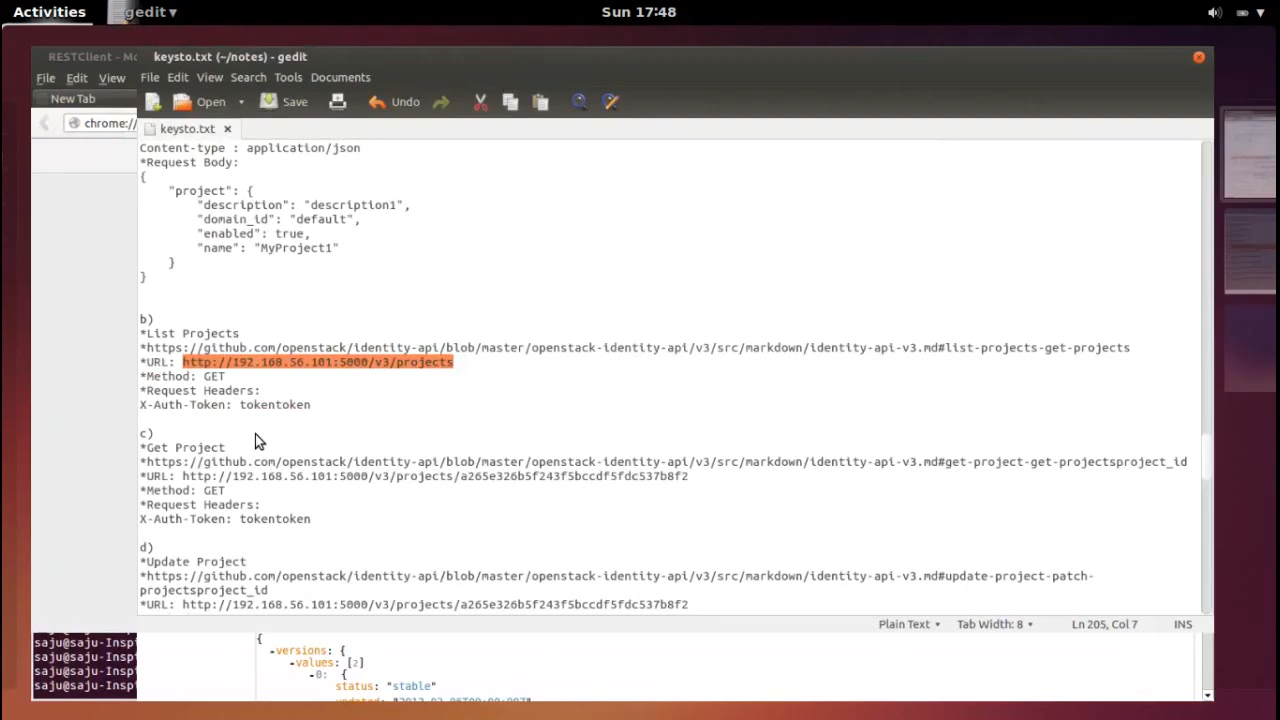 Activities gedit ▾ Sun 17:48
RESTClient - Mo keysto.txt (~/notes) - gedit
File Edit View File Edit View Search Tools Documents
New Tab Open Save Undo
chrome:// keysto.txt
Content-type : application/json
*Request Body:
{
"project": {
"description": "description1",
"domain_id": "default",
"enabled": true,
"name": "MyProject1"
}
}
b)
*List Projects
*https://github.com/openstack/identity-api/blob/master/openstack-identity-api/v3/src/markdown/identity-api-v3.md#list-projects-get-projects
*URL: http://192.168.56.101:5000/v3/projects
*Method: GET
*Request Headers:
X-Auth-Token: tokentoken
c)
*Get Project
*https://github.com/openstack/identity-api/blob/master/openstack-identity-api/v3/src/markdown/identity-api-v3.md#get-project-get-projectsproject_id
*URL: http://192.168.56.101:5000/v3/projects/a265e326b5f243f5bccdf5fdc537b8f2
*Method: GET
*Request Headers:
X-Auth-Token: tokentoken
d)
*Update Project
*https://github.com/openstack/identity-api/blob/master/openstack-identity-api/v3/src/markdown/identity-api-v3.md#update-project-patch-
projectsproject_id
*URL: http://192.168.56.101:5000/v3/projects/a265e326b5f243f5bccdf5fdc537b8f2
Plain Text ▾ Tab Width: 8 ▾ Ln 205, Col 7 INS
saju@saju-Inspi {
saju@saju-Inspi -versions: {
saju@saju-Inspi -values: [2]
-0: {
saju@saju-Inspi status: "stable"